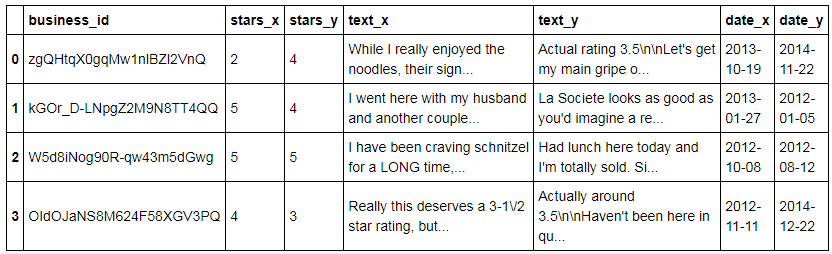 business_id stars_x stars_y text_x text_y date_x date_y
0 zgQHtqX0gqMw1nlBZl2VnQ 2 4 While I really enjoyed the noodles, their sign... Actual rating 3.5\n\nLet's get my main gripe o... 2013-10-19 2014-11-22
1 kGOr_D-LNpgZ2M9N8TT4QQ 5 4 I went here with my husband and another couple... La Societe looks as good as you'd imagine a re... 2013-01-27 2012-01-05
2 W5d8iNog90R-qw43m5dGwg 5 5 I have been craving schnitzel for a LONG time,... Had lunch here today and I'm totally sold. Si... 2012-10-08 2012-08-12
3 OldOJaNS8M624F58XGV3PQ 4 3 Really this deserves a 3-1\/2 star rating, but... Actually around 3.5\n\nHaven't been here in qu... 2012-11-11 2014-12-22